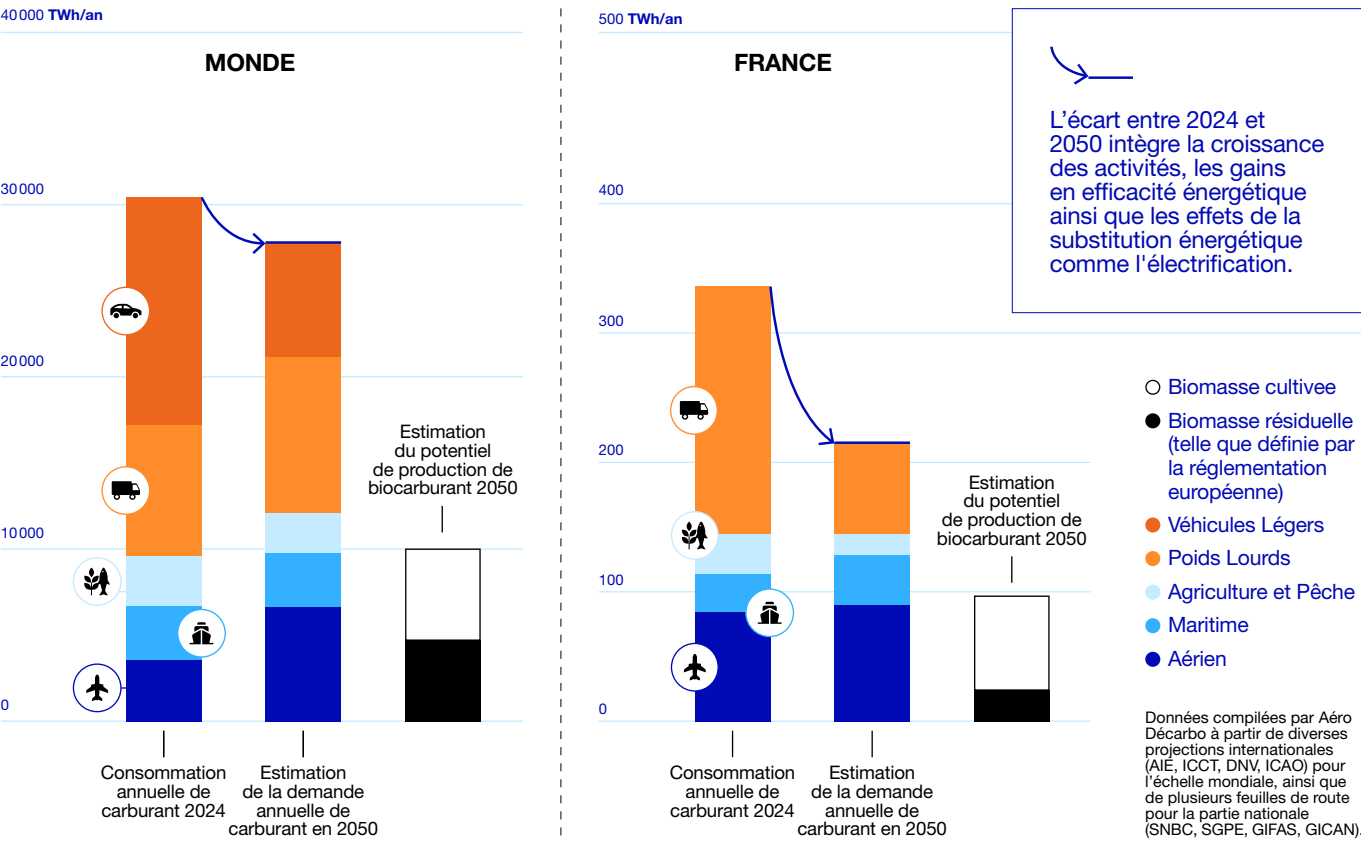 40 000 TWh/an
MONDE
30 000
20 000
10 000
0
Estimation
du potentiel
de production de
biocarburant 2050
Consommation
annuelle de
carburant 2024
Estimation
de la demande
annuelle de
carburant en 2050
500 TWh/an
FRANCE
400
300
200
100
0
Estimation
du potentiel
de production de
biocarburant 2050
Consommation
annuelle de
carburant 2024
Estimation
de la demande
annuelle de
carburant en 2050
L'écart entre 2024 et
2050 intègre la croissance
des activités, les gains
en efficacité énergétique
ainsi que les effets de la
substitution énergétique
comme l'électrification.
Biomasse cultivee
Biomasse résiduelle
(telle que définie par
la réglementation
européenne)
Véhicules Légers
Poids Lourds
Agriculture et Pêche
Maritime
Aérien
Données compilées par Aéro
Décarbo à partir de diverses
projections internationales
(AIE, ICCT, DNV, ICAO) pour
l'échelle mondiale, ainsi que
de plusieurs feuilles de route
pour la partie nationale
(SNBC, SGPE, GIFAS, GICAN).